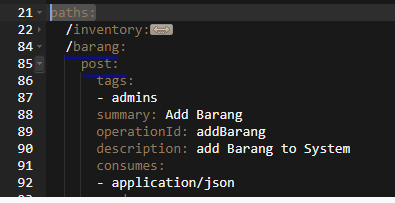 21 paths:
22 /inventory:
84 /barang:
85 post:
86 tags:
87 - admins
88 summary: Add Barang
89 operationId: addBarang
90 description: add Barang to System
91 consumes:
92 - application/json